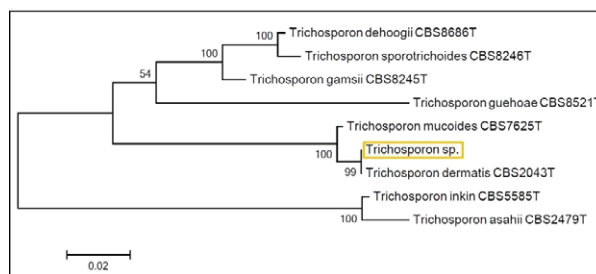 Trichosporon dehoogii CBS8686T
100
Trichosporon sporotrichoides CBS8246T
100
54
Trichosporon gamsii CBS8245T
Trichosporon guehoae CBS8521T
Trichosporon mucoides CBS7625T
100
Trichosporon sp.
99
Trichosporon dermatis CBS2043T
Trichosporon inkin CBS5585T
100
Trichosporon asahii CBS2479T
0.02